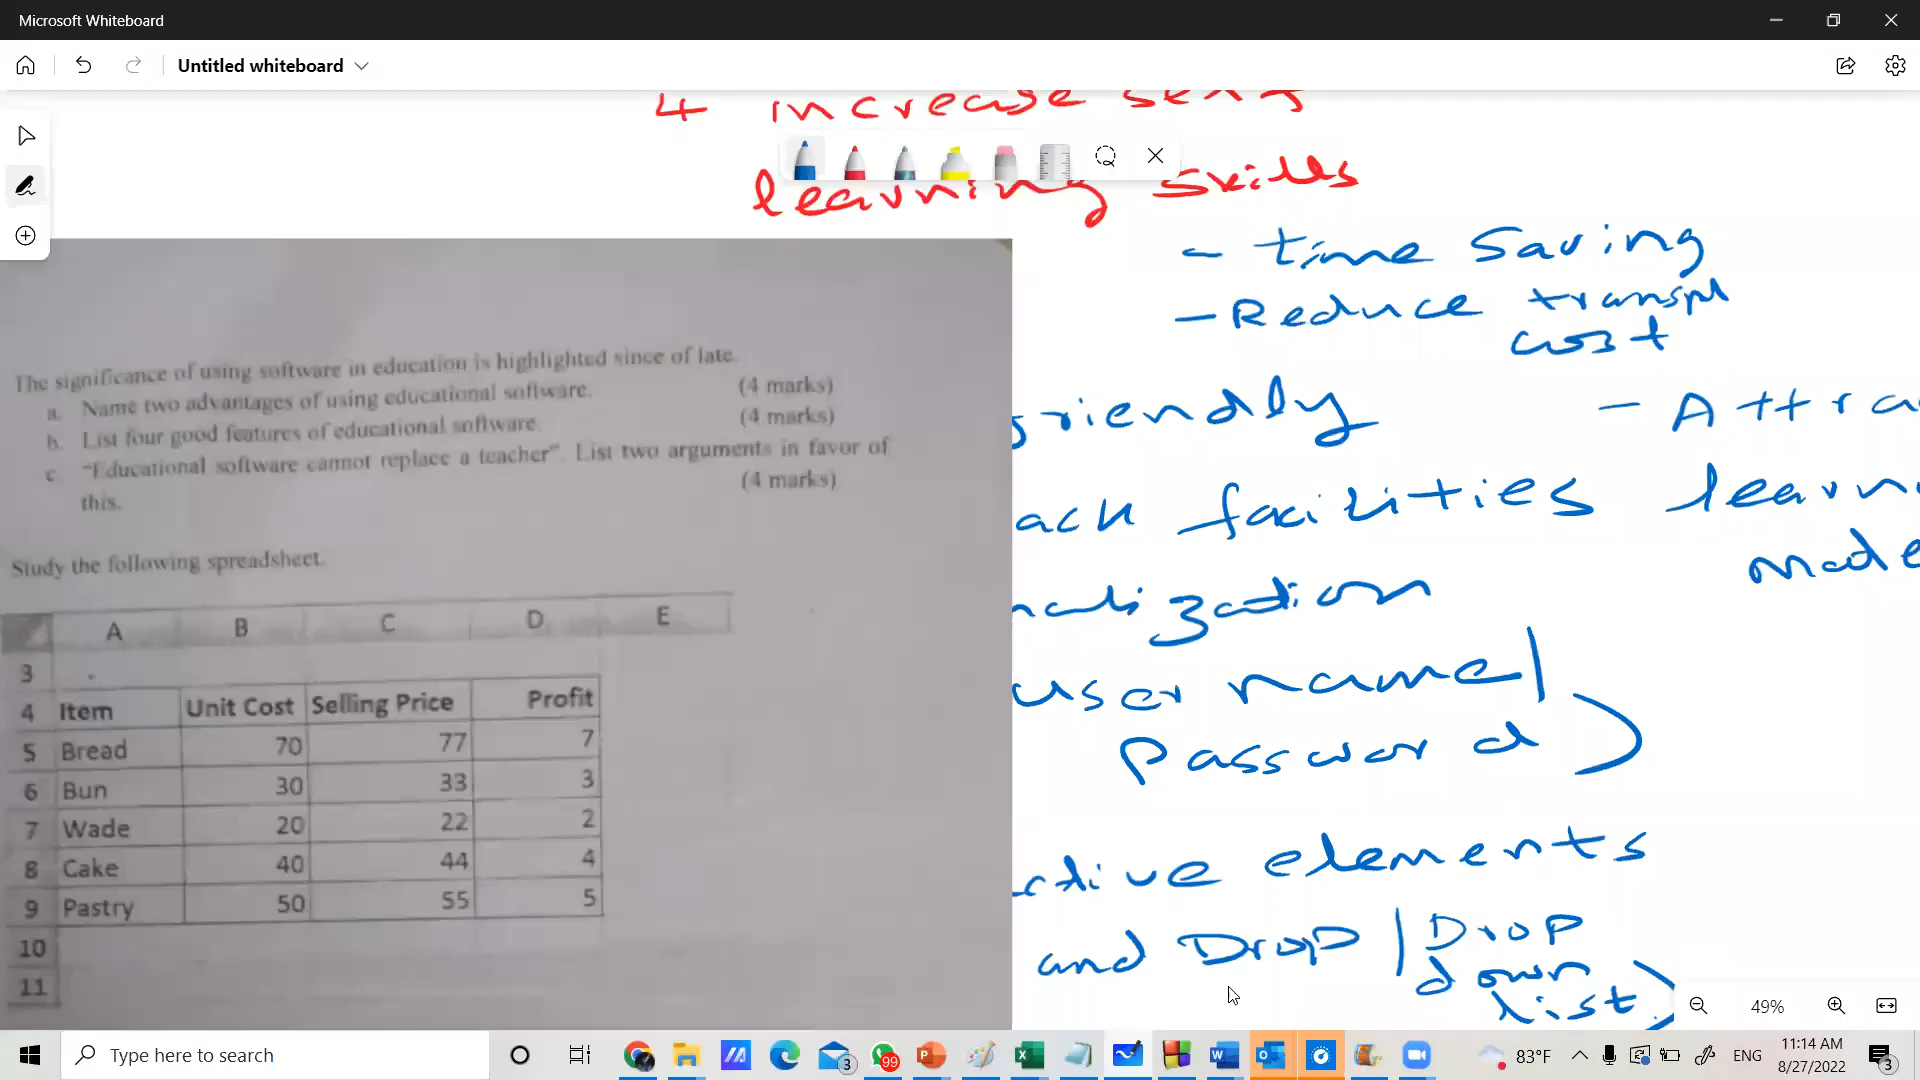 Microsoft Whiteboard
Untitled whiteboard
4 increase self
learning skills
- time saving
- Reduce
cost
friendly
ack facilities
learn
user name/
password)
elements
and Drop | Drop
down
list)
The significance of using software in education is highlighted since of late.
a. Name two advantages of using educational software. (4 marks)
b. List four good features of educational software. (4 marks)
c. "Educational software cannot replace a teacher". List two arguments in favor of
this. (4 marks)
Study the following spreadsheet.
A B C D E
3
4 Item Unit Cost Selling Price Profit
5 Bread 70 77 7
6 Bun 30 33 3
7 Wade 20 22 2
8 Cake 40 44 4
9 Pastry 50 55 5
10
11
49%
Type here to search
3
99
83°F
ENG
11:14 AM
8/27/2022
3